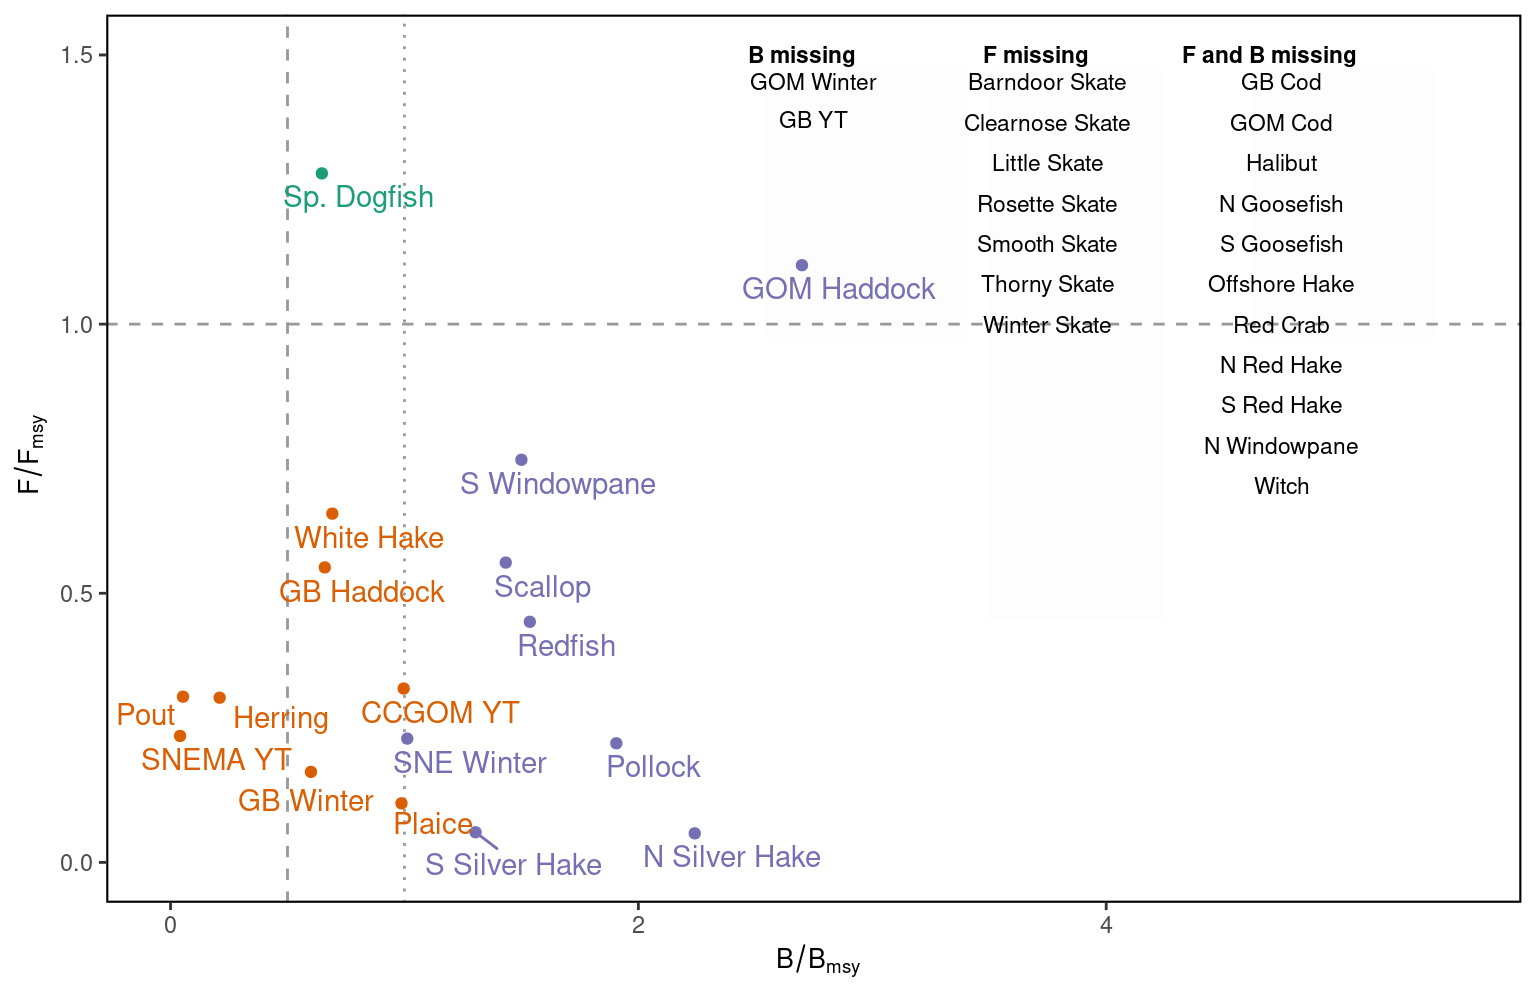 1.5
1.0
0.5
0.0
F/Fmsy
B missing
GOM Winter
GB YT
F missing
Barndoor Skate
Clearnose Skate
Little Skate
Rosette Skate
Smooth Skate
Thorny Skate
Winter Skate
F and B missing
GB Cod
GOM Cod
Halibut
N Goosefish
S Goosefish
Offshore Hake
Red Crab
N Red Hake
S Red Hake
N Windowpane
Witch
Sp. Dogfish
GOM Haddock
S Windowpane
White Hake
Scallop
GB Haddock
Redfish
Pout
Herring
CCGOM YT
SNEMA YT
SNE Winter
Pollock
GB Winter
Plaice
S Silver Hake
N Silver Hake
0
2
4
B/Bmsy